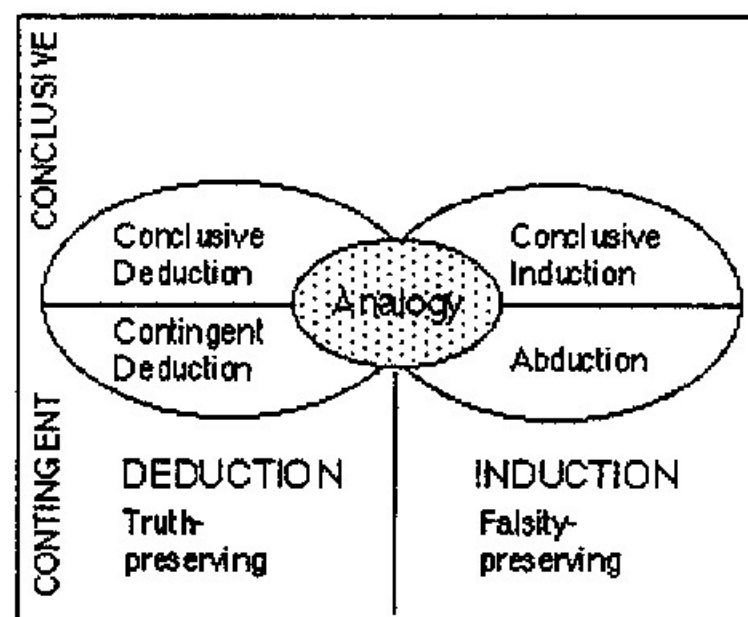 CONCLUSIVE
Conclusive
Deduction
Conclusive
Induction
Analogy
Contingent
Deduction
Abduction
CONTINGENT
DEDUCTION
Truth-
preserving
INDUCTION
Falsity-
preserving